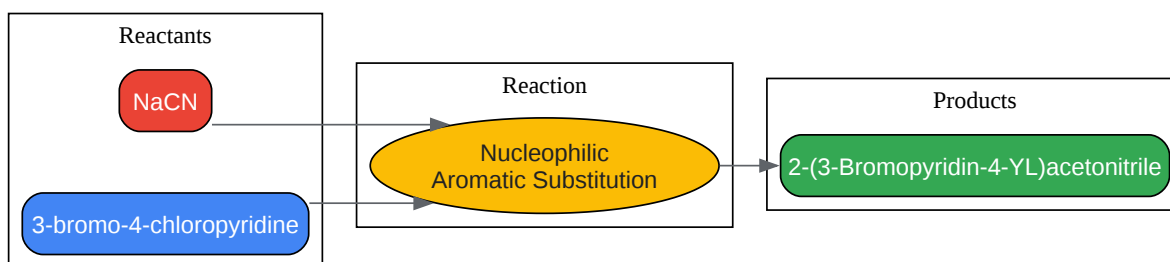 Reactants
NaCN
3-bromo-4-chloropyridine
Reaction
Nucleophilic
Aromatic Substitution
Products
2-(3-Bromopyridin-4-YL)acetonitrile